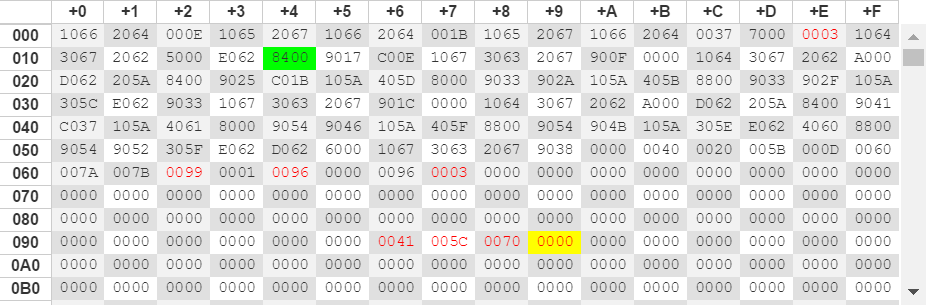 +0 +1 +2 +3 +4 +5 +6 +7 +8 +9 +A +B +C +D +E +F
000 1066 2064 000E 1065 2067 1066 2064 001B 1065 2067 1066 2064 0037 7000 0003 1064
010 3067 2062 5000 E062 8400 9017 C00E 1067 3063 2067 900F 0000 1064 3067 2062 A000
020 D062 205A 8400 9025 C01B 105A 405D 8000 9033 902A 105A 405B 8800 9033 902F 105A
030 305C E062 9033 1067 3063 2067 901C 0000 1064 3067 2062 A000 D062 205A 8400 9041
040 C037 105A 4061 8000 9054 9046 105A 405F 8800 9054 904B 105A 305E E062 4060 8800
050 9054 9052 305F E062 D062 6000 1067 3063 2067 9038 0000 0040 0020 005B 000D 0060
060 007A 007B 0099 0001 0096 0000 0096 0003 0000 0000 0000 0000 0000 0000 0000 0000
070 0000 0000 0000 0000 0000 0000 0000 0000 0000 0000 0000 0000 0000 0000 0000 0000
080 0000 0000 0000 0000 0000 0000 0000 0000 0000 0000 0000 0000 0000 0000 0000 0000
090 0000 0000 0000 0000 0000 0000 0041 005C 0070 0000 0000 0000 0000 0000 0000 0000
0A0 0000 0000 0000 0000 0000 0000 0000 0000 0000 0000 0000 0000 0000 0000 0000 0000
0B0 0000 0000 0000 0000 0000 0000 0000 0000 0000 0000 0000 0000 0000 0000 0000 0000